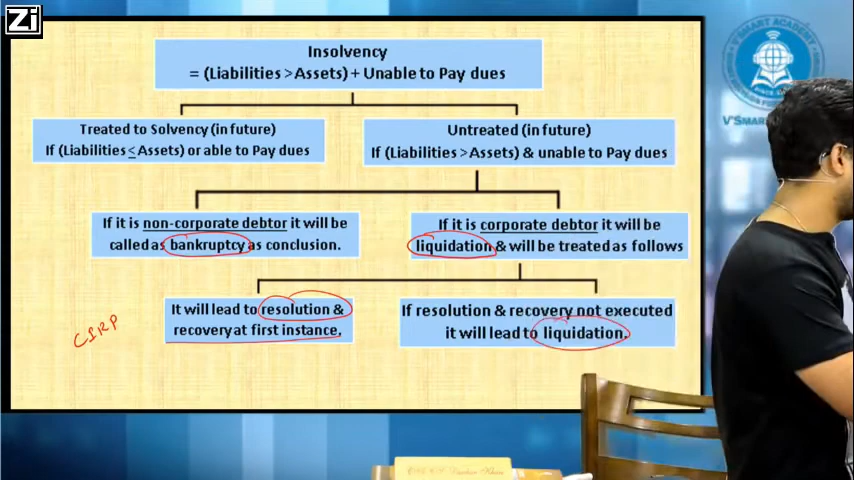 Zi
Insolvency
= (Liabilities >Assets) + Unable to Pay dues
Treated to Solvency (in future)
If (Liabilities ≤ Assets) or able to Pay dues
Untreated (in future)
If (Liabilities >Assets) & unable to Pay dues
If it is non-corporate debtor it will be
called as bankruptcy as conclusion.
If it is corporate debtor it will be
liquidation & will be treated as follows
It will lead to resolution &
recovery at first instance.
If resolution & recovery not executed
it will lead to liquidation.
CIRP
V'SMART ACADEMY
V'Smar